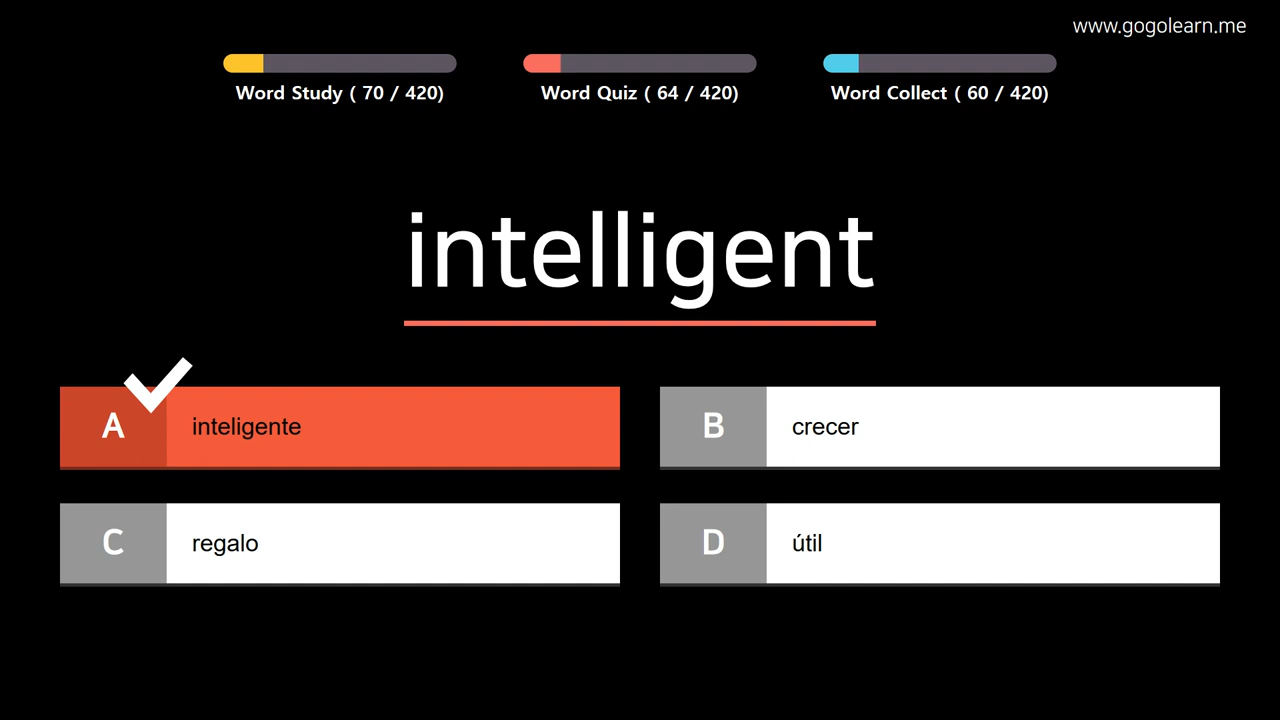 www.gogolearn.me
Word Study ( 70 / 420)
Word Quiz ( 64 / 420)
Word Collect ( 60 / 420)
intelligent
A inteligente
B crecer
C regalo
D útil